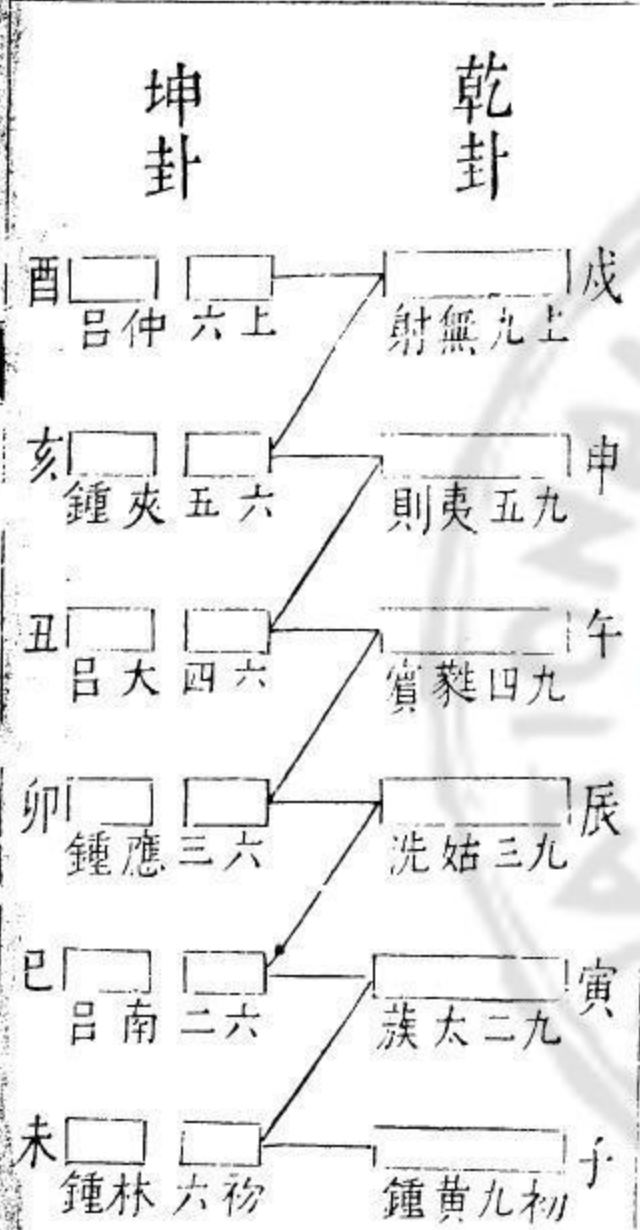 乾卦
戌
上九無射
申
九五夷則
午
九四蕤賓
辰
九三姑洗
寅
九二太蔟
子
初九黄鍾
坤卦
上六仲呂
酉
六五夾鍾
亥
六四大呂
丑
六三應鍾
卯
六二南呂
巳
初六林鍾
未